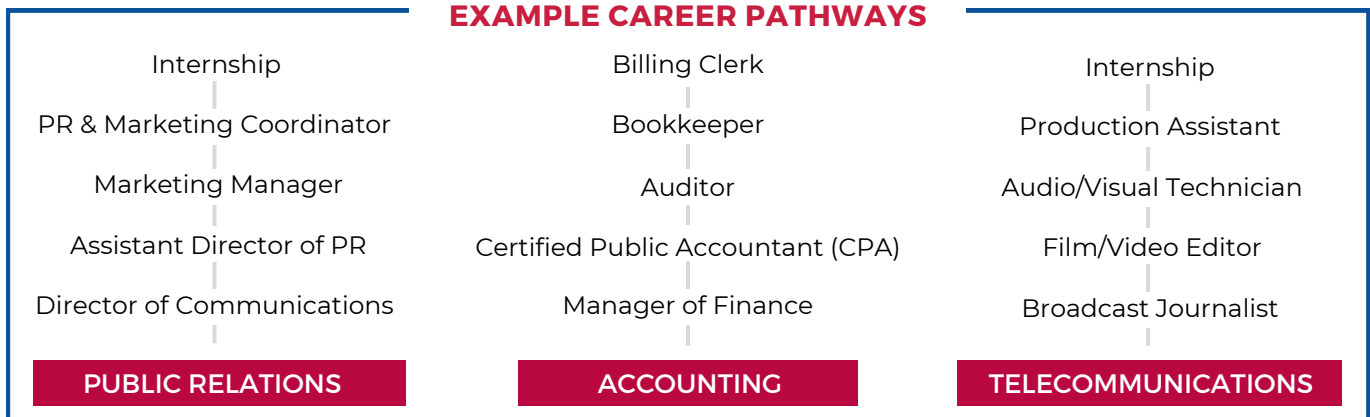 EXAMPLE CAREER PATHWAYS
Internship
PR & Marketing Coordinator
Marketing Manager
Assistant Director of PR
Director of Communications
PUBLIC RELATIONS
Billing Clerk
Bookkeeper
Auditor
Certified Public Accountant (CPA)
Manager of Finance
ACCOUNTING
Internship
Production Assistant
Audio/Visual Technician
Film/Video Editor
Broadcast Journalist
TELECOMMUNICATIONS